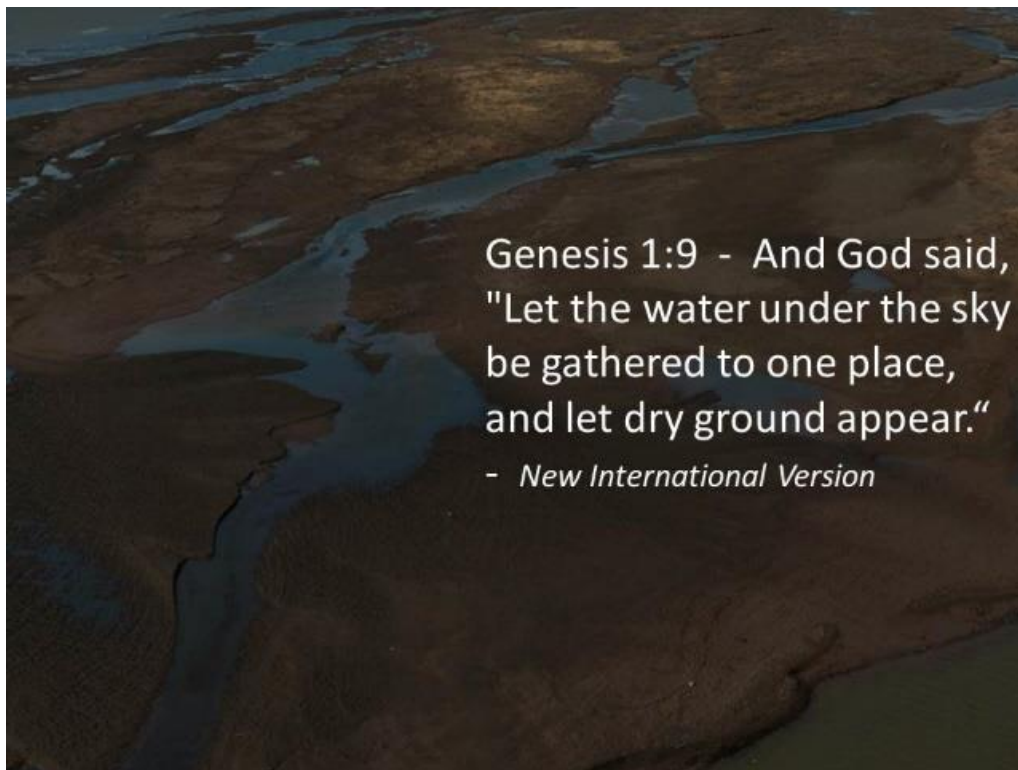 Genesis 1:9 - And God said,
"Let the water under the sky
be gathered to one place,
and let dry ground appear.“
- New International Version